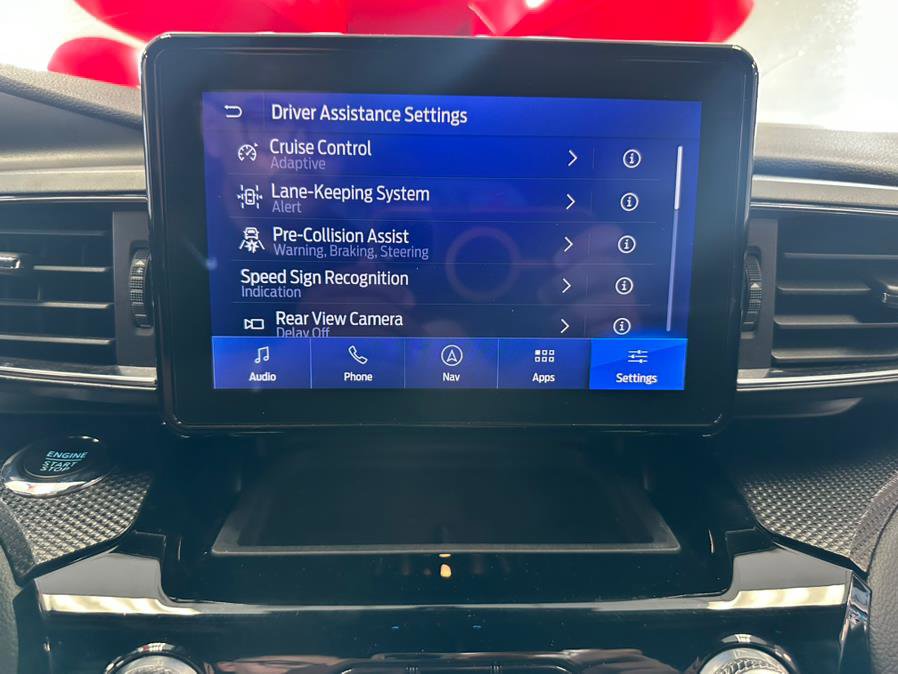 Driver Assistance Settings
Cruise Control
Adaptive
Lane-Keeping System
Alert
Pre-Collision Assist
Warning, Braking, Steering
Speed Sign Recognition
Indication
Rear View Camera
Delay Off
Audio
Phone
Nav
Apps
Settings
ENGINE
START
STOP